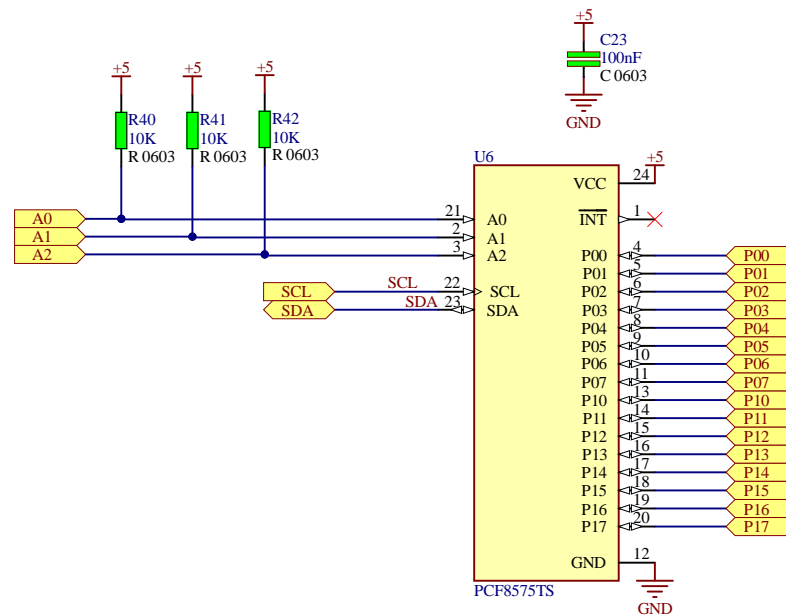 +5
C23
100nF
C 0603
GND
+5
+5
+5
R40
10K
R 0603
R41
10K
R 0603
R42
10K
R 0603
U6
+5
VCC 24
A0 21 A0 INT 1
A1 2 A1
A2 3 A2 P00 4 P00
P01 5 P01
SCL SCL 22 SCL P02 6 P02
SDA SDA 23 SDA P03 7 P03
P04 8 P04
P05 9 P05
P06 10 P06
P07 11 P07
P10 13 P10
P11 14 P11
P12 15 P12
P13 16 P13
P14 17 P14
P15 18 P15
P16 19 P16
P17 20 P17
GND 12
PCF8575TS
GND